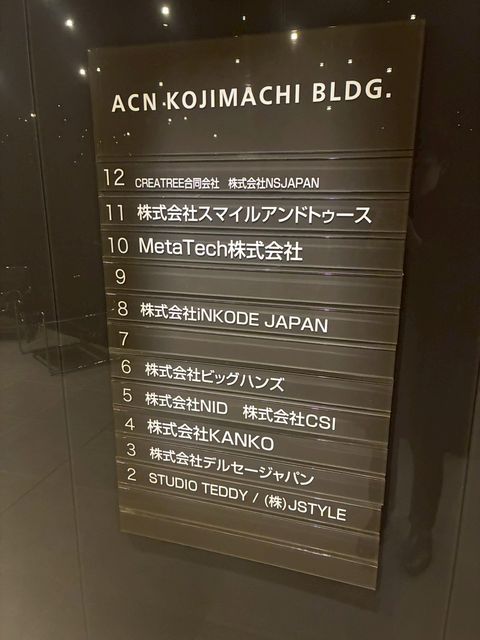 ACN KOJIMACHI BLDG.
12 CREATREE合同会社 株式会社NSJAPAN
11 株式会社スマイルアンドトゥース
10 MetaTech株式会社
9
8 株式会社iNKODE JAPAN
7
6 株式会社ビッグハンズ
5 株式会社NID 株式会社CSI
4 株式会社KANKO
3 株式会社デルセージャパン
2 STUDIO TEDDY / (株)JSTYLE